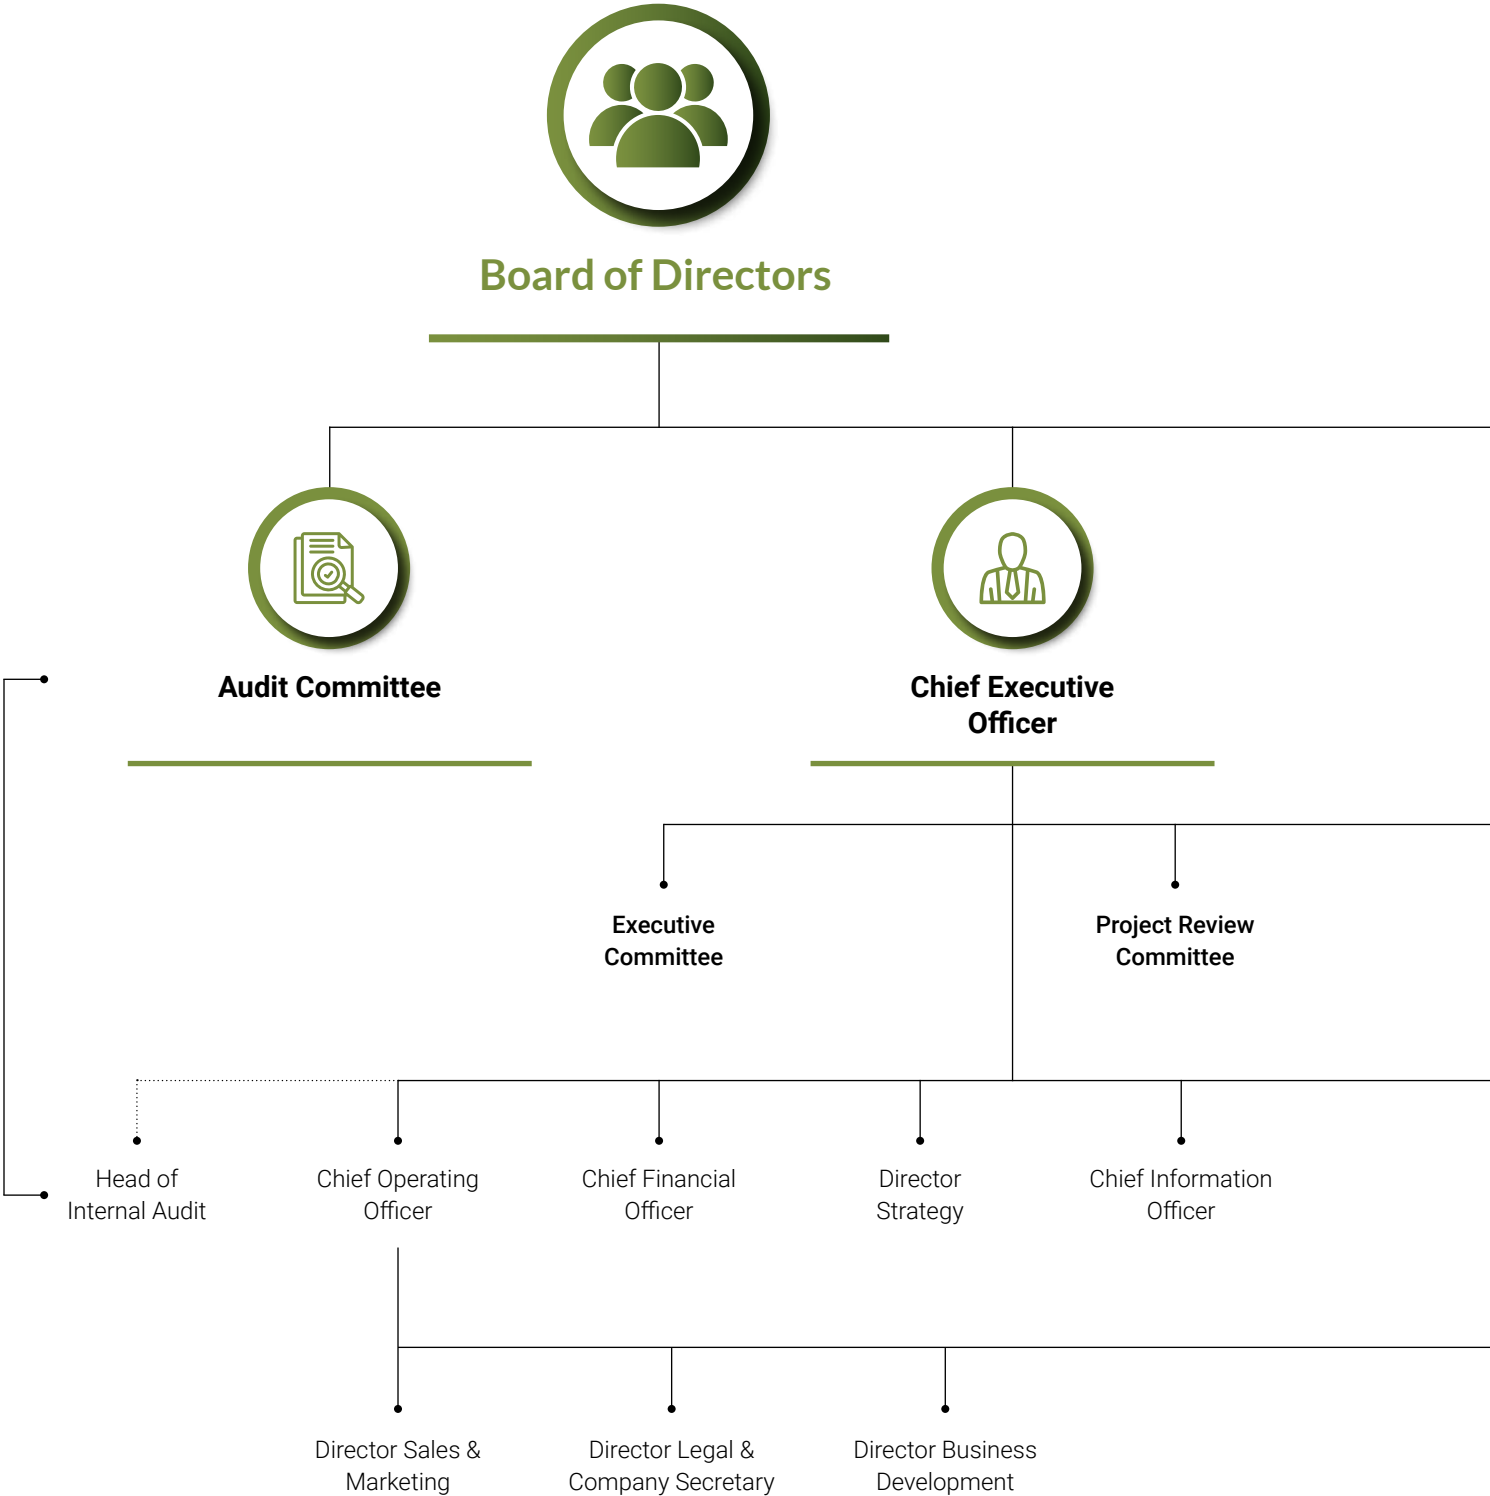 Board of Directors
Audit Committee
Chief Executive
Officer
Executive
Committee
Project Review
Committee
Head of
Internal Audit
Chief Operating
Officer
Chief Financial
Officer
Director
Strategy
Chief Information
Officer
Director Sales &
Marketing
Director Legal &
Company Secretary
Director Business
Development